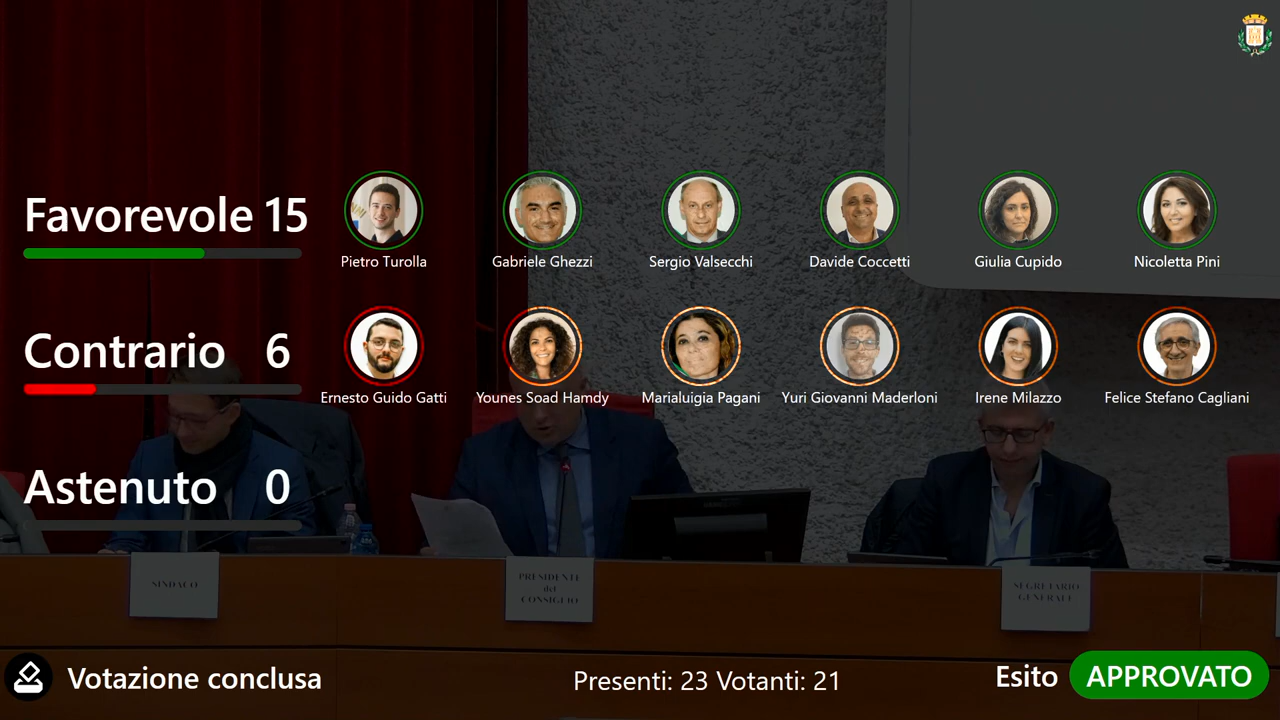 Favorevole 15
Pietro Turolla
Gabriele Ghezzi
Sergio Valsecchi
Davide Coccetti
Giulia Cupido
Nicoletta Pini
Contrario 6
Ernesto Guido Gatti
Younes Soad Hamdy
Marialuigia Pagani
Yuri Giovanni Maderloni
Irene Milazzo
Felice Stefano Cagliani
Astenuto 0
SINDACO
PRESIDENTE
del
CONSIGLIO
SEGRETARIO
GENERALE
Votazione conclusa
Presenti: 23 Votanti: 21
Esito APPROVATO